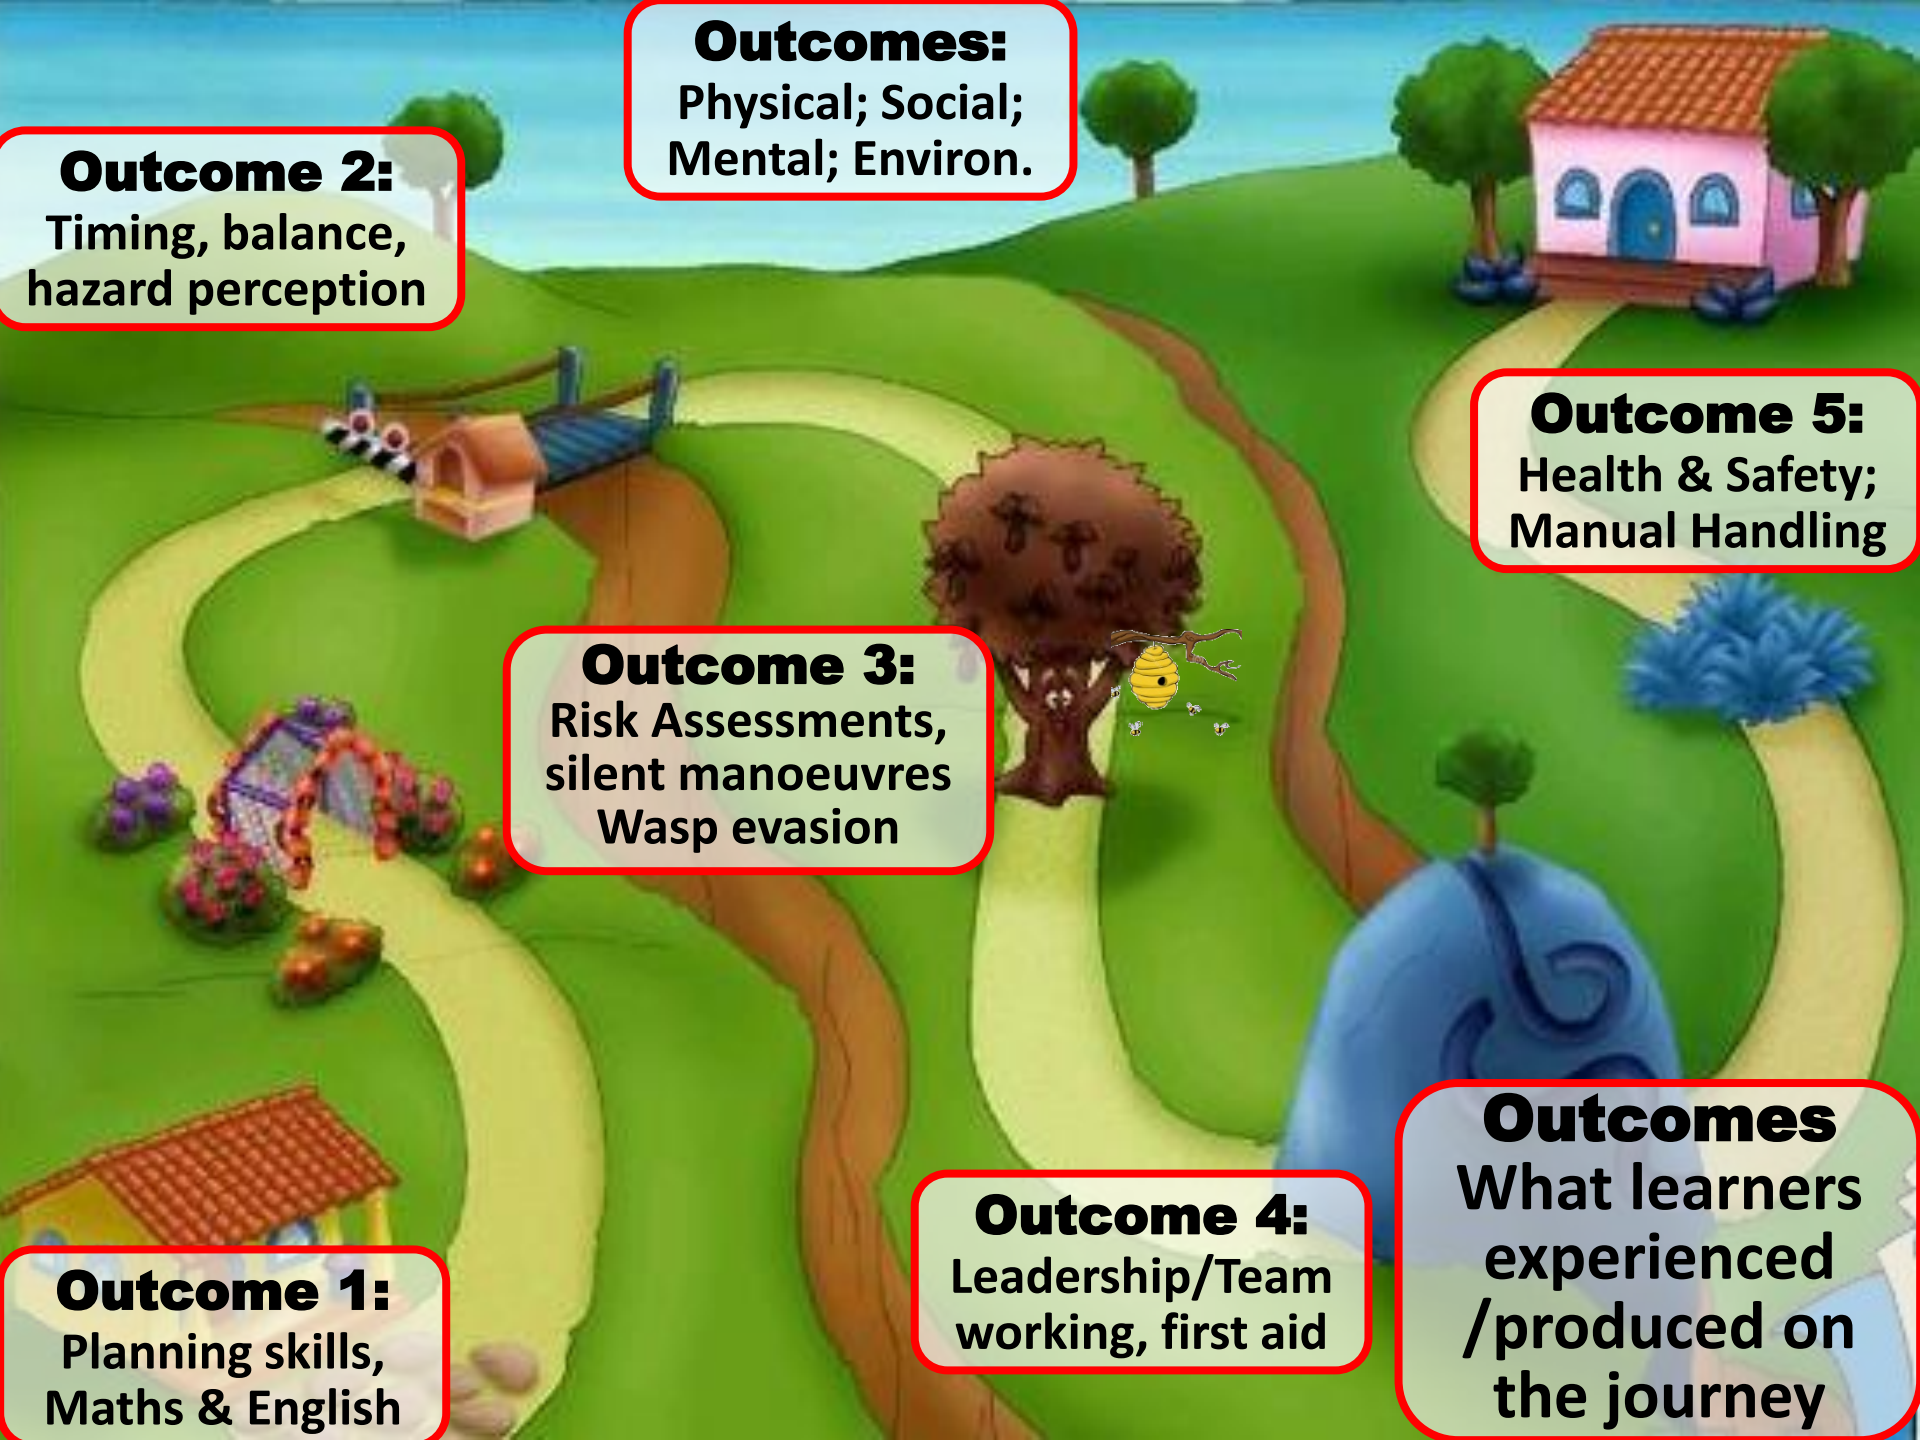 Outcomes:
Physical; Social;
Mental; Environ.
Outcome 2:
Timing, balance,
hazard perception
Outcome 5:
Health & Safety;
Manual Handling
Outcome 3:
Risk Assessments,
silent manoeuvres
Wasp evasion
Outcomes
What learners
experienced
/produced on
the journey
Outcome 4:
Leadership/Team
working, first aid
Outcome 1:
Planning skills,
Maths & English